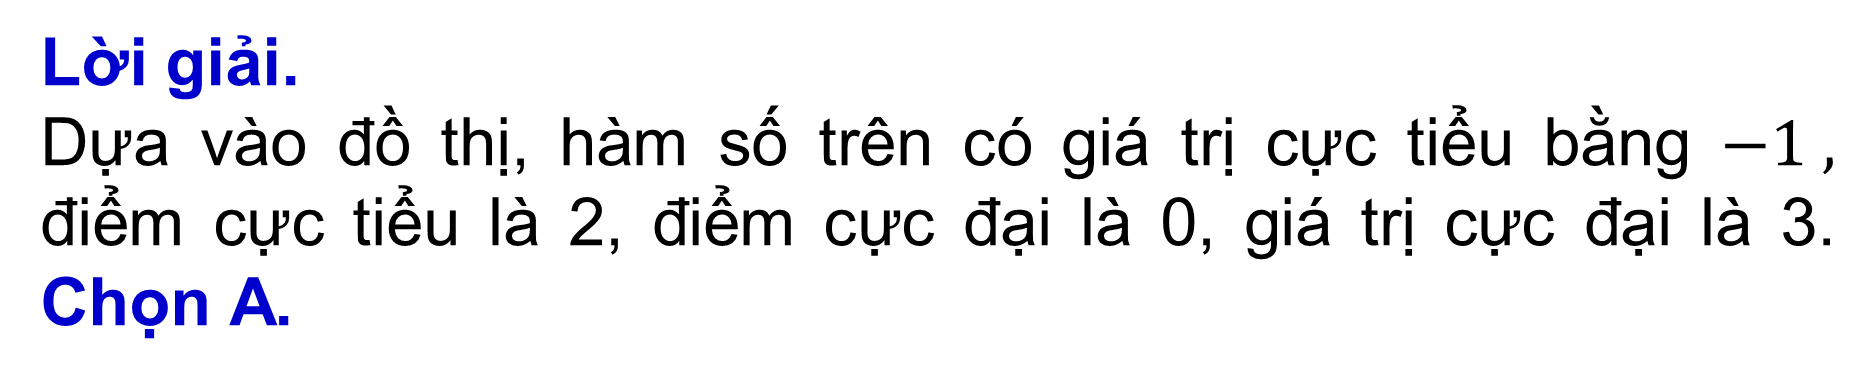 Lời giải.
Dựa vào đồ thị, hàm số trên có giá trị cực tiểu bằng −1 ,
điểm cực tiểu là 2, điểm cực đại là 0, giá trị cực đại là 3.
Chọn A.